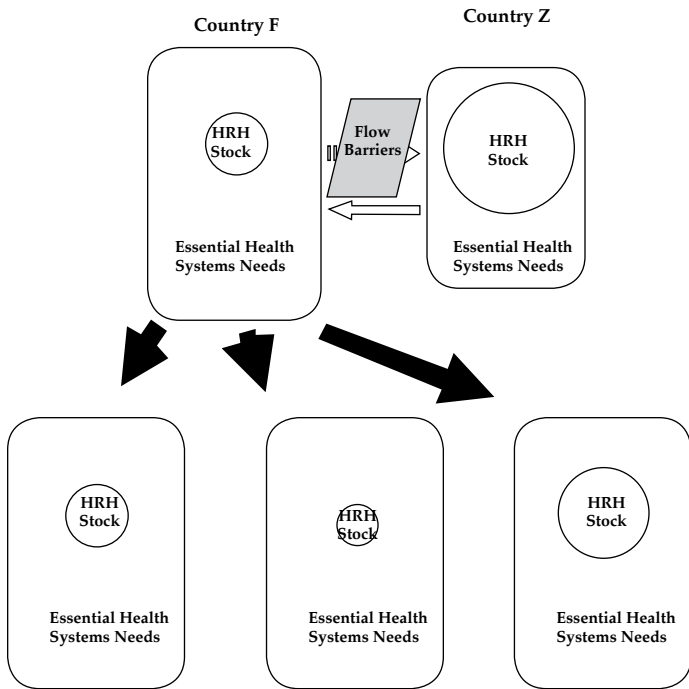 Country F
Country Z
HRH
Stock
Flow
Barriers
HRH
Stock
Essential Health
Systems Needs
Essential Health
Systems Needs
HRH
Stock
HRH
Stock
HRH
Stock
Essential Health
Systems Needs
Essential Health
Systems Needs
Essential Health
Systems Needs